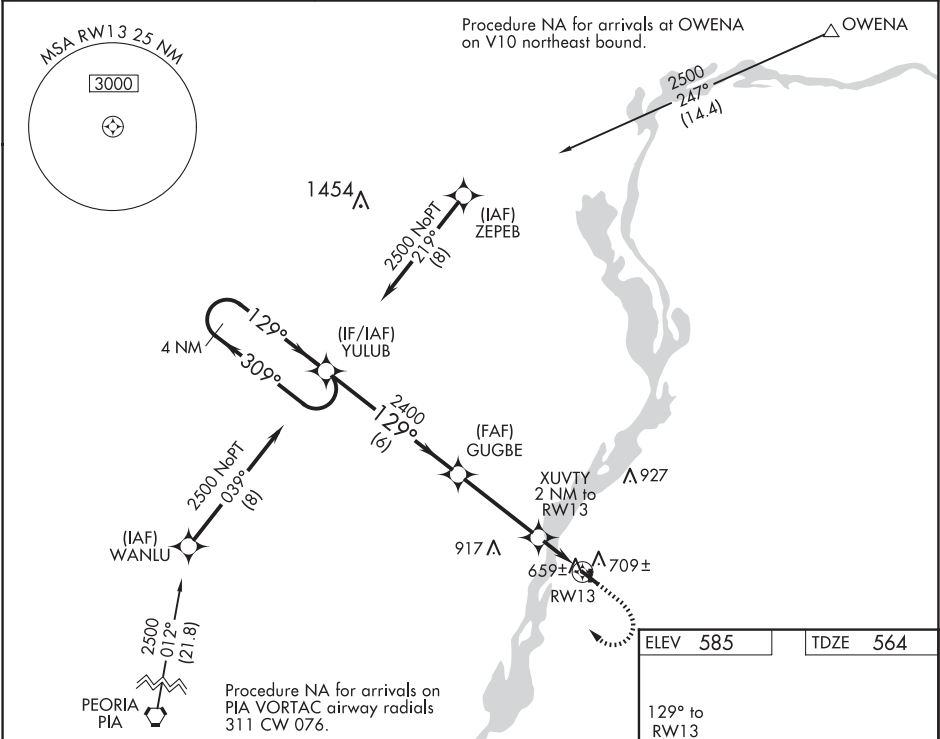 MSA RW13 25 NM
3000
Procedure NA for arrivals at OWENA
on V10 northeast bound.
OWENA
2500
247°
(14.4)
1454
(IAF)
ZEPEB
2500 NoPT
219°
(8)
4 NM
129°
309°
(IF/IAF)
YULUB
2400
129°
(6)
(FAF)
GUGBE
XUVTY
2 NM to
RW13
927
2500 NoPT
039°
(8)
(IAF)
WANLU
917
659±
709±
RW13
2500
012°
(21.8)
PEORIA
PIA
Procedure NA for arrivals on
PIA VORTAC airway radials
311 CW 076.
ELEV 585
TDZE 564
129° to
RW13